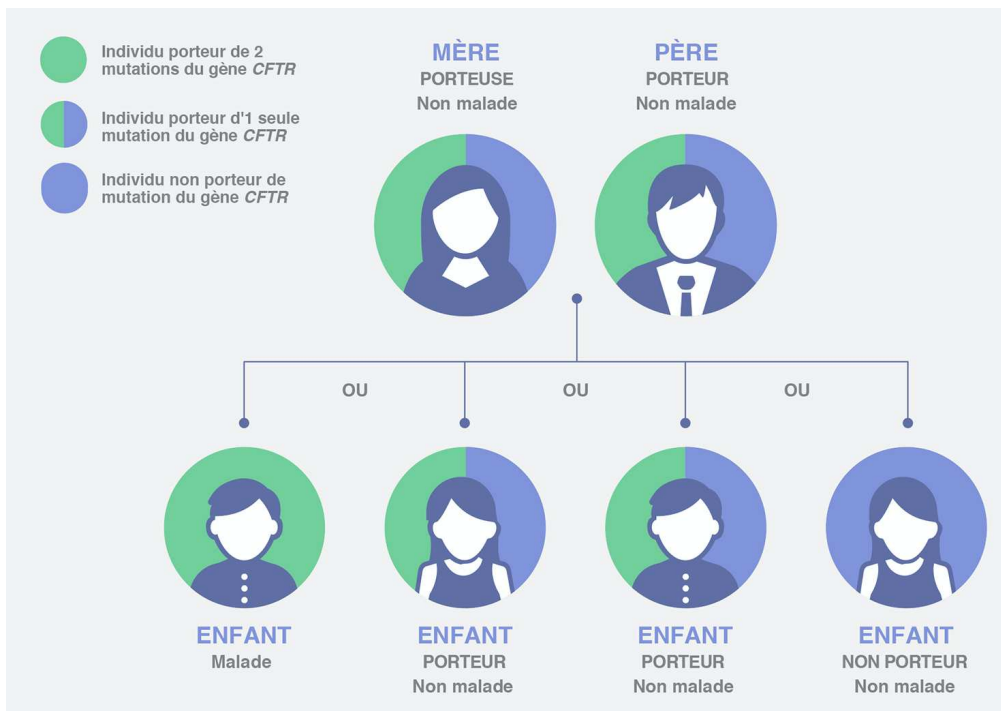 Individu porteur de 2
mutations du gène CFTR
Individu porteur d'1 seule
mutation du gène CFTR
Individu non porteur de
mutation du gène CFTR
MÈRE
PORTEUSE
Non malade
PÈRE
PORTEUR
Non malade
OU
OU
OU
ENFANT
Malade
ENFANT
PORTEUR
Non malade
ENFANT
PORTEUR
Non malade
ENFANT
NON PORTEUR
Non malade